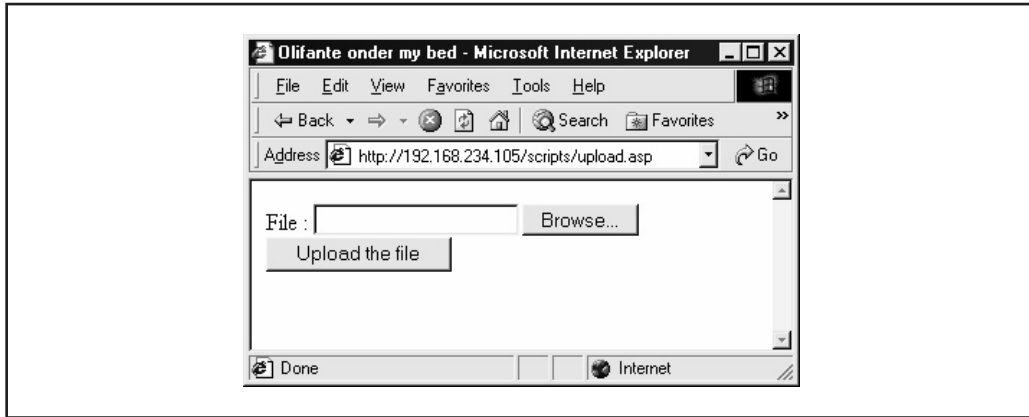 Olifante onder my bed - Microsoft Internet Explorer
File Edit View Favorites Tools Help
Back Search Favorites »
Address http://192.168.234.105/scripts/upload.asp Go
File : Browse...
Upload the file
Done Internet